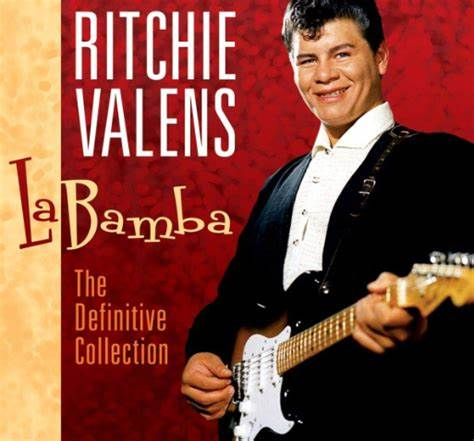 RITCHIE
VALENS
La Bamba
The
Definitive
Collection